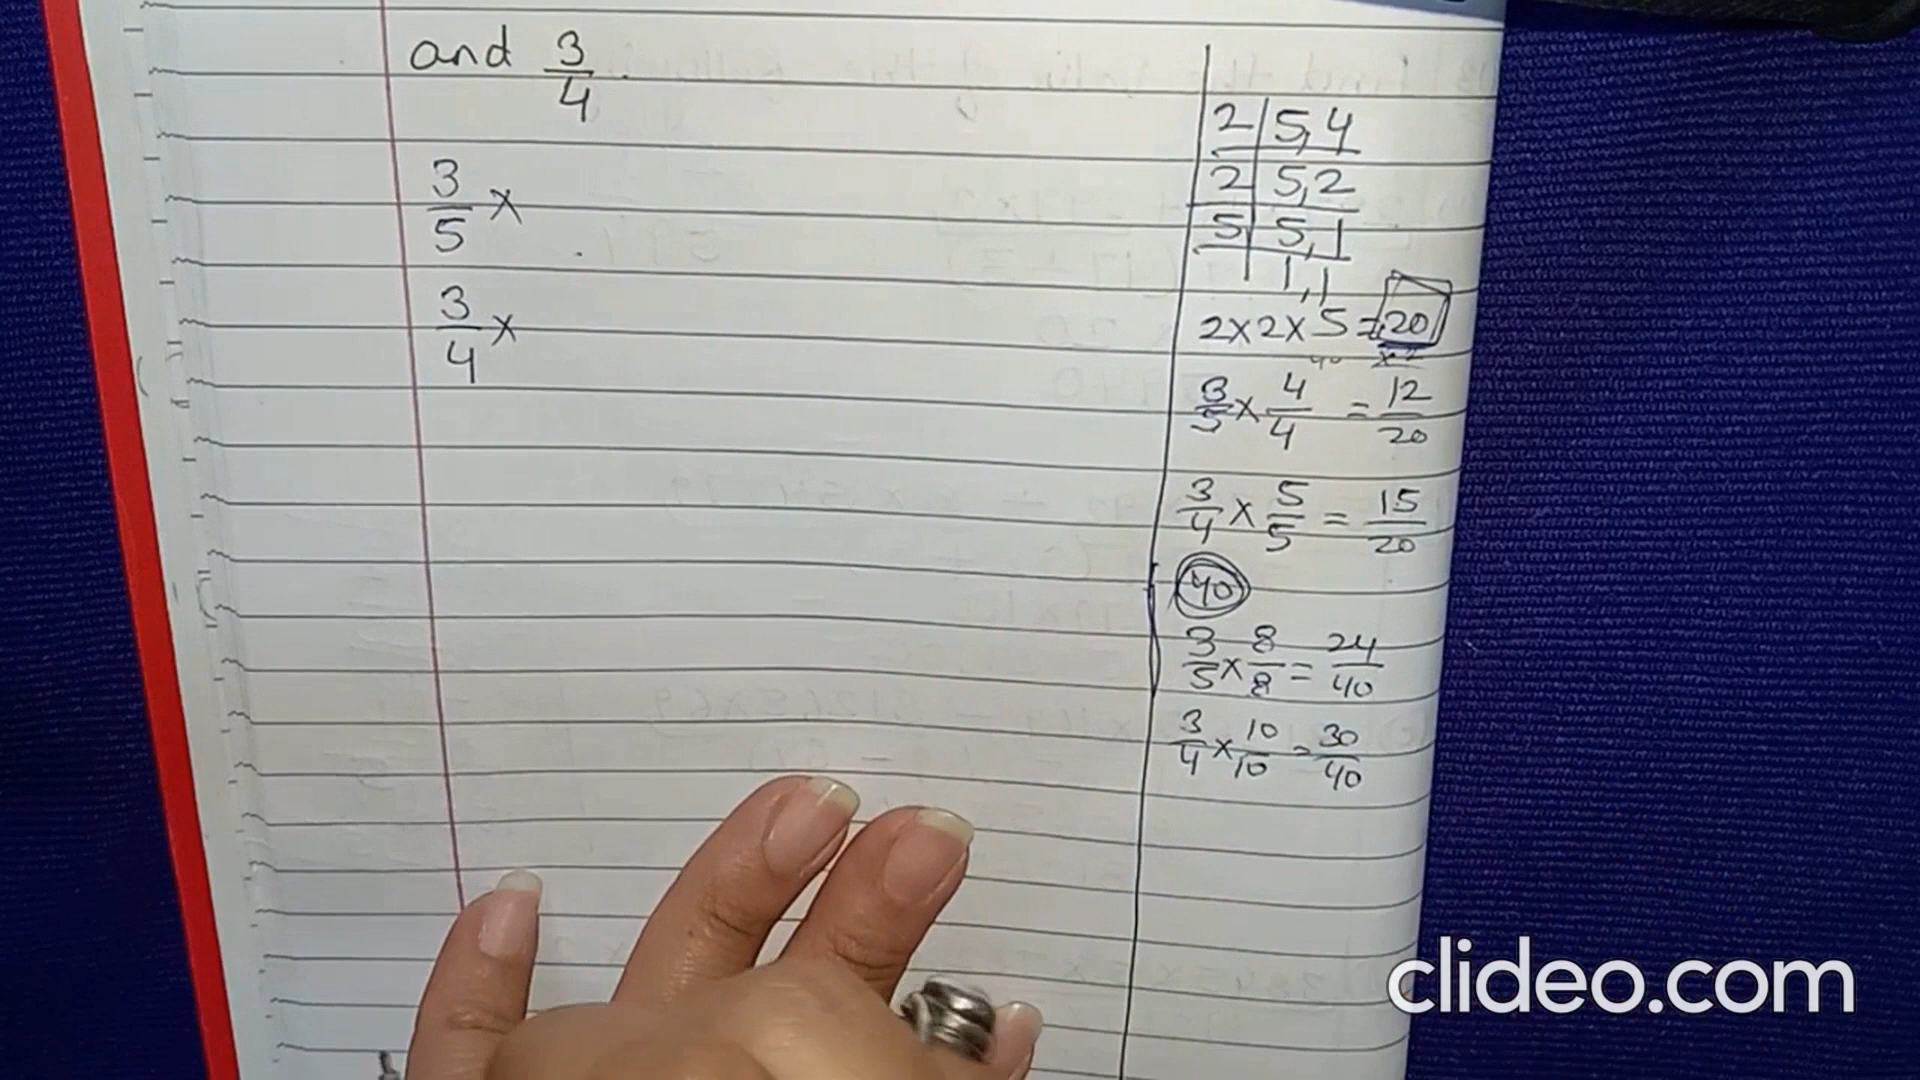 and 3/4
3/5 ×
3/4 ×
2 | 5, 4
2 | 5, 2
5 | 5, 1
| 1, 1
2 × 2 × 5 = 20
3/5 × 4/4 = 12/20
3/4 × 5/5 = 15/20
40
3/5 × 8/8 = 24/40
3/4 × 10/10 = 30/40
clideo.com